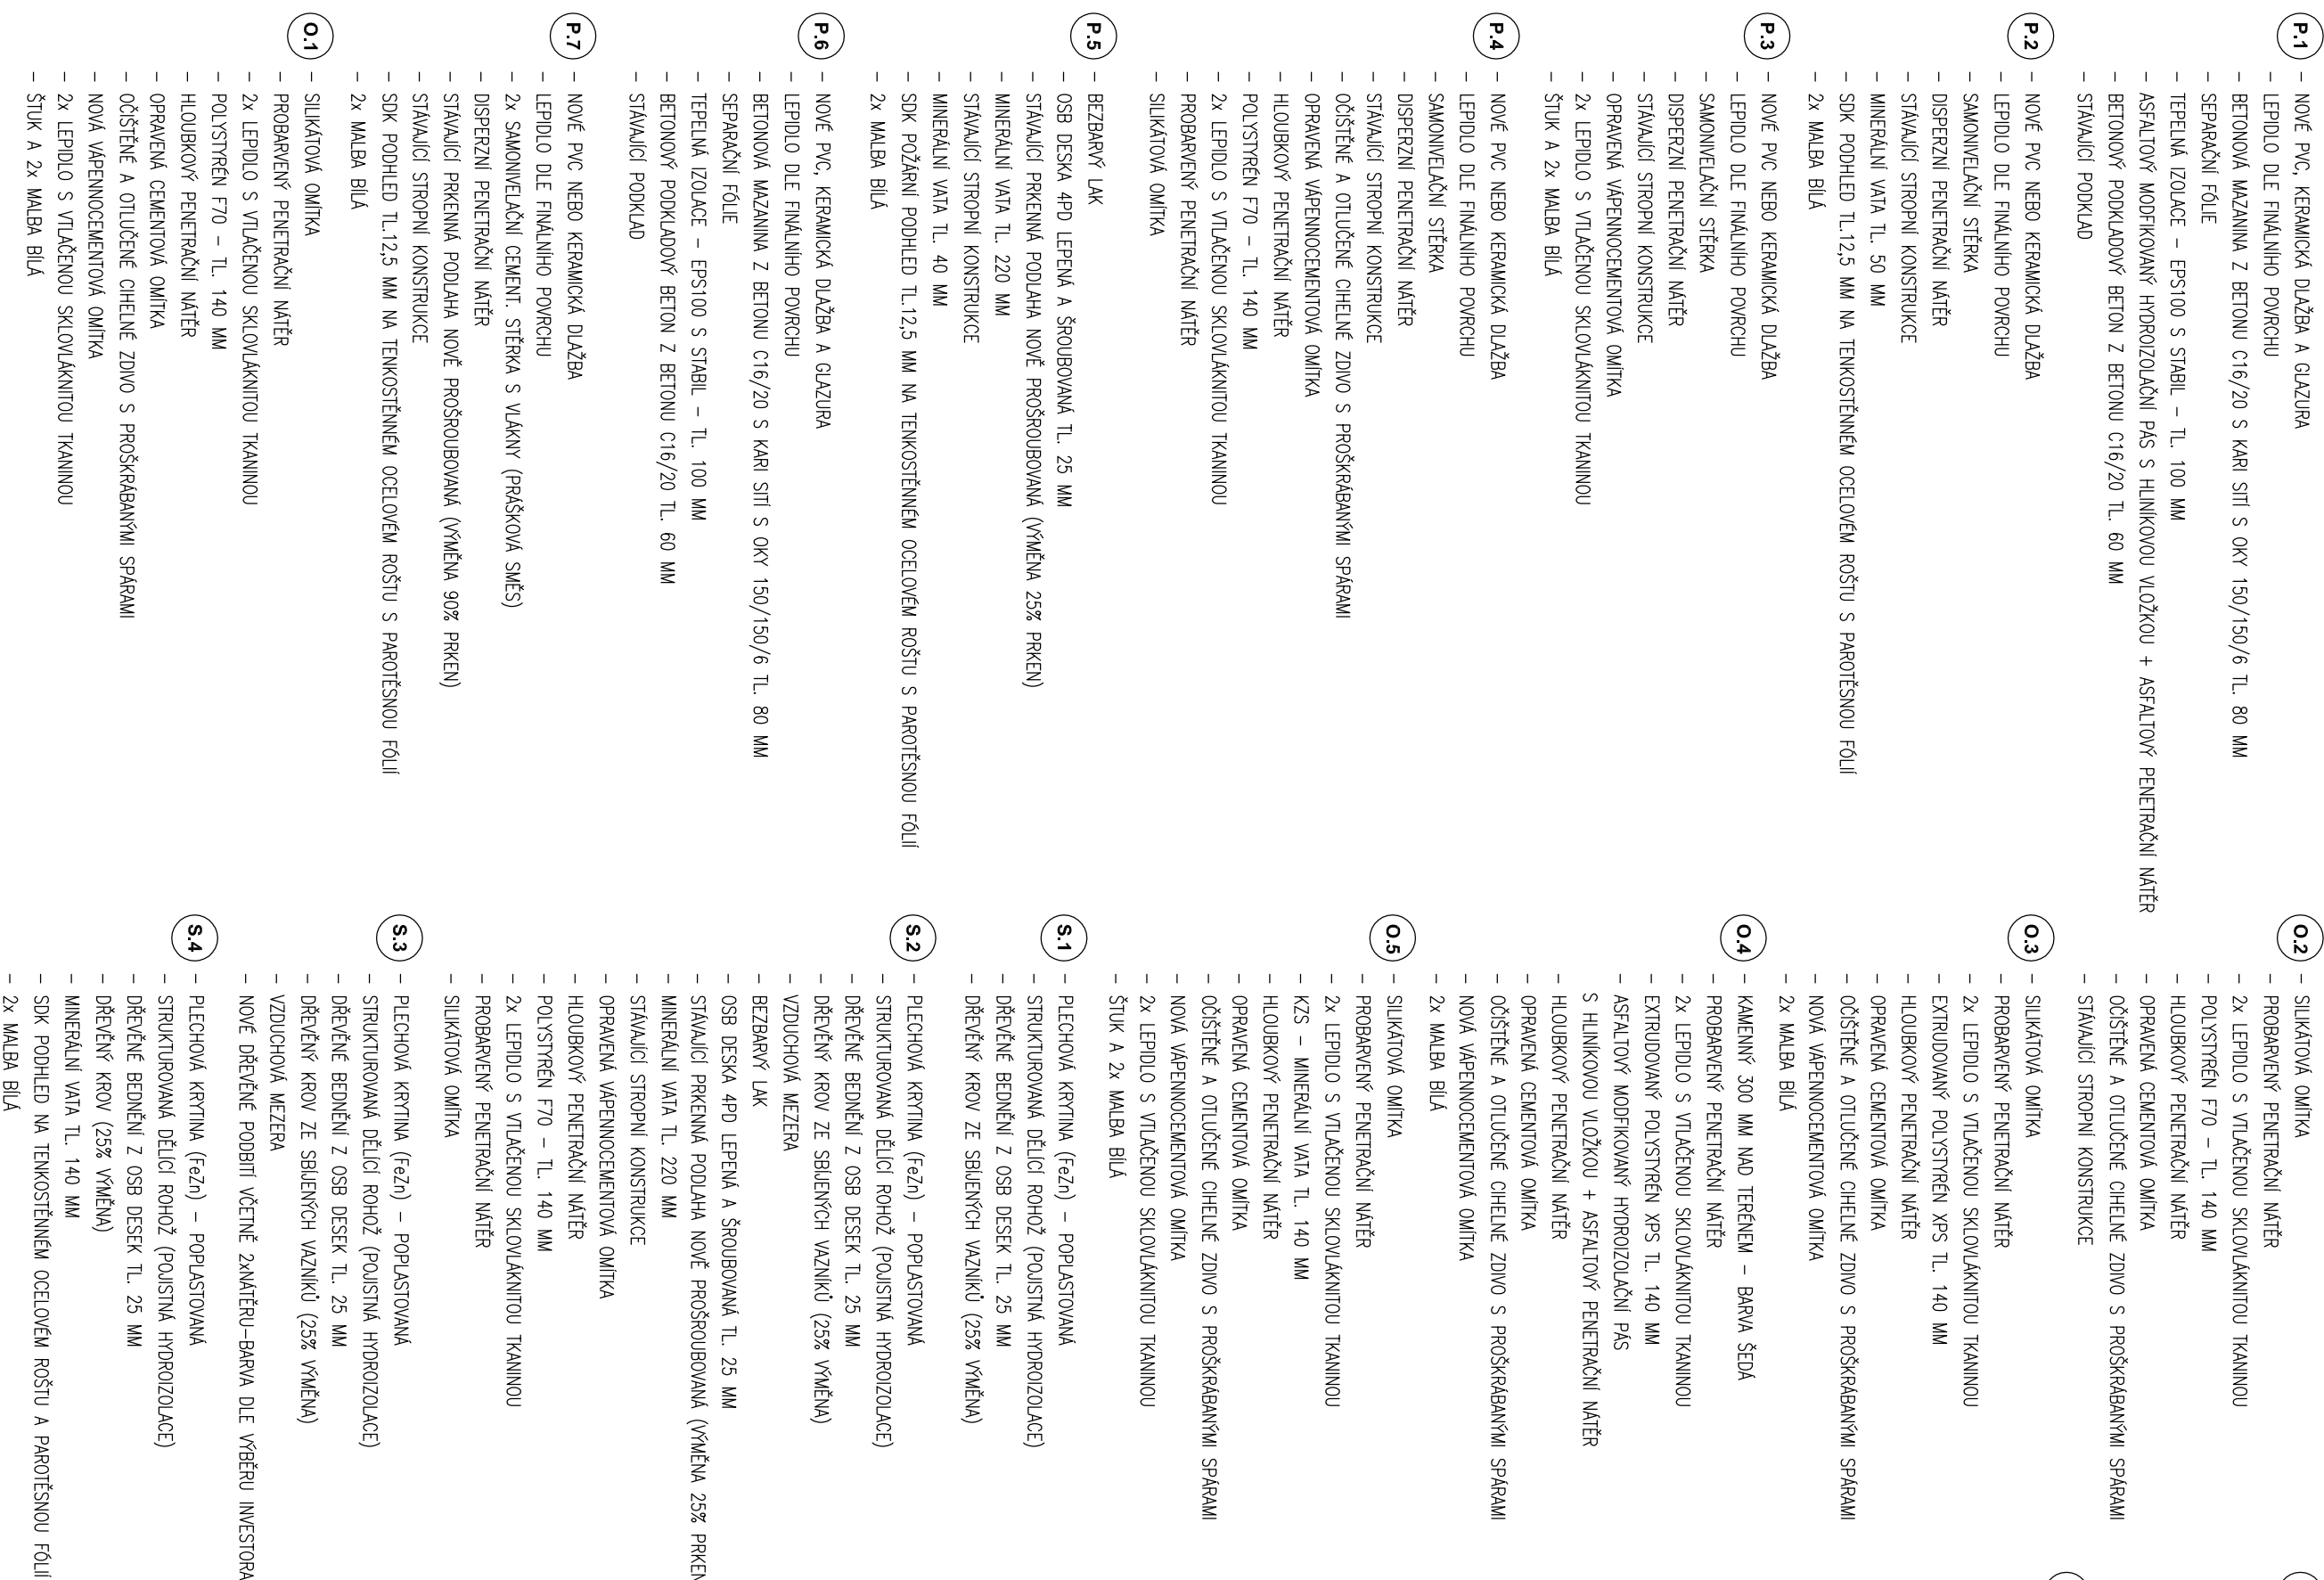 P.1
- NOVÉ PVC, KERAMICKÁ DLAŽBA A GLAZURA
- LEPIDLO DLE FINÁLNÍHO POVRCHU
- BETONOVÁ MAZANINA Z BETONU C16/20 S KARI SITÍ S OKY 150/150/6 TL. 80 MM
- SEPARAČNÍ FÓLIE
- TEPELNÁ IZOLACE - EPS100 S STABIL - TL. 100 MM
- ASFALTOVÝ MODFIKOVANÝ HYDROIZOLAČNÍ PÁS S HLINÍKOVOU VLOŽKOU + ASFALTOVÝ PENETRAČNÍ NÁTĚR
- BETONOVÝ PODKLADOVÝ BETON Z BETONU C16/20 TL. 60 MM
- STÁVAJÍCÍ PODKLAD
P.2
- NOVÉ PVC NEBO KERAMICKÁ DLAŽBA
- LEPIDLO DLE FINÁLNÍHO POVRCHU
- SAMONIVELAČNÍ STĚRKA
- DISPERZNÍ PENETRAČNÍ NÁTĚR
- STÁVAJÍCÍ STROPNÍ KONSTRUKCE
- MINERÁLNÍ VATA TL. 50 MM
- SDK PODHLED TL.12,5 MM NA TENKOSTĚNNÉM OCELOVÉM ROŠTU S PAROTĚSNOU FÓLIÍ
- 2x MALBA BÍLÁ
P.3
- NOVÉ PVC NEBO KERAMICKÁ DLAŽBA
- LEPIDLO DLE FINÁLNÍHO POVRCHU
- SAMONIVELAČNÍ STĚRKA
- DISPERZNÍ PENETRAČNÍ NÁTĚR
- STÁVAJÍCÍ STROPNÍ KONSTRUKCE
- OPRAVENÁ VÁPENNOCEMENTOVÁ OMÍTKA
- 2x LEPIDLO S VTLAČENOU SKLOVLÁKNITOU TKANINOU
- ŠTUK A 2x MALBA BÍLÁ
P.4
- NOVÉ PVC NEBO KERAMICKÁ DLAŽBA
- LEPIDLO DLE FINÁLNÍHO POVRCHU
- SAMONIVELAČNÍ STĚRKA
- DISPERZNÍ PENETRAČNÍ NÁTĚR
- STÁVAJÍCÍ STROPNÍ KONSTRUKCE
- OČIŠTĚNÉ A OTLUČENÉ CIHELNÉ ZDIVO S PROŠKRÁBANÝMI SPÁRAMI
- OPRAVENÁ VÁPENNOCEMENTOVÁ OMÍTKA
- HLOUBKOVÝ PENETRAČNÍ NÁTĚR
- POLYSTYRÉN F70 - TL. 140 MM
- 2x LEPIDLO S VTLAČENOU SKLOVLÁKNITOU TKANINOU
- PROBARVENÝ PENETRAČNÍ NÁTĚR
- SILIKÁTOVÁ OMÍTKA
P.5
- BEZBARVÝ LAK
- OSB DESKA 4PD LEPENÁ A ŠROUBOVANÁ TL. 25 MM
- STÁVAJÍCÍ PRKENNÁ PODLAHA NOVĚ PROŠROUBOVANÁ (VÝMĚNA 25% PRKEN)
- MINERÁLNÍ VATA TL. 220 MM
- STÁVAJÍCÍ STROPNÍ KONSTRUKCE
- MINERÁLNÍ VATA TL. 40 MM
- SDK POŽÁRNÍ PODHLED TL.12,5 MM NA TENKOSTĚNNÉM OCELOVÉM ROŠTU S PAROTĚSNOU FÓLIÍ
- 2x MALBA BÍLÁ
P.6
- NOVÉ PVC, KERAMICKÁ DLAŽBA A GLAZURA
- LEPIDLO DLE FINÁLNÍHO POVRCHU
- BETONOVÁ MAZANINA Z BETONU C16/20 S KARI SITÍ S OKY 150/150/6 TL. 80 MM
- SEPARAČNÍ FÓLIE
- TEPELNÁ IZOLACE - EPS100 S STABIL - TL. 100 MM
- BETONOVÝ PODKLADOVÝ BETON Z BETONU C16/20 TL. 60 MM
- STÁVAJÍCÍ PODKLAD
P.7
- NOVÉ PVC NEBO KERAMICKÁ DLAŽBA
- LEPIDLO DLE FINÁLNÍHO POVRCHU
- 2x SAMONIVELAČNÍ CEMENT. STĚRKA S VLÁKNY (PRÁŠKOVÁ SMĚS)
- DISPERZNÍ PENETRAČNÍ NÁTĚR
- STÁVAJÍCÍ PRKENNÁ PODLAHA NOVĚ PROŠROUBOVANÁ (VÝMĚNA 90% PRKEN)
- STÁVAJÍCÍ STROPNÍ KONSTRUKCE
- SDK PODHLED TL.12,5 MM NA TENKOSTĚNNÉM OCELOVÉM ROŠTU S PAROTĚSNOU FÓLIÍ
- 2x MALBA BÍLÁ
O.1
- SILIKÁTOVÁ OMÍTKA
- PROBARVENÝ PENETRAČNÍ NÁTĚR
- 2x LEPIDLO S VTLAČENOU SKLOVLÁKNITOU TKANINOU
- POLYSTYRÉN F70 - TL. 140 MM
- HLOUBKOVÝ PENETRAČNÍ NÁTĚR
- OPRAVENÁ CEMENTOVÁ OMÍTKA
- OČIŠTĚNÉ A OTLUČENÉ CIHELNÉ ZDIVO S PROŠKRÁBANÝMI SPÁRAMI
- NOVÁ VÁPENNOCEMENTOVÁ OMÍTKA
- 2x LEPIDLO S VTLAČENOU SKLOVLÁKNITOU TKANINOU
- ŠTUK A 2x MALBA BÍLÁ
O.2
- SILIKÁTOVÁ OMÍTKA
- PROBARVENÝ PENETRAČNÍ NÁTĚR
- 2x LEPIDLO S VTLAČENOU SKLOVLÁKNITOU TKANINOU
- POLYSTYRÉN F70 - TL. 140 MM
- HLOUBKOVÝ PENETRAČNÍ NÁTĚR
- OPRAVENÁ CEMENTOVÁ OMÍTKA
- OČIŠTĚNÉ A OTLUČENÉ CIHELNÉ ZDIVO S PROŠKRÁBANÝMI SPÁRAMI
- STÁVAJÍCÍ STROPNÍ KONSTRUKCE
O.3
- SILIKÁTOVÁ OMÍTKA
- PROBARVENÝ PENETRAČNÍ NÁTĚR
- 2x LEPIDLO S VTLAČENOU SKLOVLÁKNITOU TKANINOU
- EXTRUDOVANÝ POLYSTYRÉN XPS TL. 140 MM
- HLOUBKOVÝ PENETRAČNÍ NÁTĚR
- OPRAVENÁ CEMENTOVÁ OMÍTKA
- OČIŠTĚNÉ A OTLUČENÉ CIHELNÉ ZDIVO S PROŠKRÁBANÝMI SPÁRAMI
- NOVÁ VÁPENNOCEMENTOVÁ OMÍTKA
- 2x MALBA BÍLÁ
O.4
- KAMENNÝ 300 MM NAD TERÉNEM - BARVA ŠEDÁ
- PROBARVENÝ PENETRAČNÍ NÁTĚR
- 2x LEPIDLO S VTLAČENOU SKLOVLÁKNITOU TKANINOU
- EXTRUDOVANÝ POLYSTYRÉN XPS TL. 140 MM
- ASFALTOVÝ MODFIKOVANÝ HYDROIZOLAČNÍ PÁS
S HLINÍKOVOU VLOŽKOU + ASFALTOVÝ PENETRAČNÍ NÁTĚR
- HLOUBKOVÝ PENETRAČNÍ NÁTĚR
- OPRAVENÁ CEMENTOVÁ OMÍTKA
- OČIŠTĚNÉ A OTLUČENÉ CIHELNÉ ZDIVO S PROŠKRÁBANÝMI SPÁRAMI
- NOVÁ VÁPENNOCEMENTOVÁ OMÍTKA
- 2x MALBA BÍLÁ
O.5
- SILIKÁTOVÁ OMÍTKA
- PROBARVENÝ PENETRAČNÍ NÁTĚR
- 2x LEPIDLO S VTLAČENOU SKLOVLÁKNITOU TKANINOU
- KZS - MINERÁLNÍ VATA TL. 140 MM
- HLOUBKOVÝ PENETRAČNÍ NÁTĚR
- OPRAVENÁ CEMENTOVÁ OMÍTKA
- OČIŠTĚNÉ A OTLUČENÉ CIHELNÉ ZDIVO S PROŠKRÁBANÝMI SPÁRAMI
- NOVÁ VÁPENNOCEMENTOVÁ OMÍTKA
- 2x LEPIDLO S VTLAČENOU SKLOVLÁKNITOU TKANINOU
- ŠTUK A 2x MALBA BÍLÁ
S.1
- PLECHOVÁ KRYTINA (FeZn) - POPLASTOVANÁ
- STRUKTUROVANÁ DĚLÍCÍ ROHOŽ (POJISTNÁ HYDROIZOLACE)
- DŘEVĚNÉ BEDNĚNÍ Z OSB DESEK TL. 25 MM
- DŘEVĚNÝ KROV ZE SBÍJENÝCH VAZNÍKŮ (25% VÝMĚNA)
S.2
- PLECHOVÁ KRYTINA (FeZn) - POPLASTOVANÁ
- STRUKTUROVANÁ DĚLÍCÍ ROHOŽ (POJISTNÁ HYDROIZOLACE)
- DŘEVĚNÉ BEDNĚNÍ Z OSB DESEK TL. 25 MM
- DŘEVĚNÝ KROV ZE SBÍJENÝCH VAZNÍKŮ (25% VÝMĚNA)
- VZDUCHOVÁ MEZERA
- BEZBARVÝ LAK
- OSB DESKA 4PD LEPENÁ A ŠROUBOVANÁ TL. 25 MM
- STÁVAJÍCÍ PRKENNÁ PODLAHA NOVĚ PROŠROUBOVANÁ (VÝMĚNA 25% PRKEN
- MINERÁLNÍ VATA TL. 220 MM
- STÁVAJÍCÍ STROPNÍ KONSTRUKCE
- OPRAVENÁ VÁPENNOCEMENTOVÁ OMÍTKA
- HLOUBKOVÝ PENETRAČNÍ NÁTĚR
- POLYSTYRÉN F70 - TL. 140 MM
- 2x LEPIDLO S VTLAČENOU SKLOVLÁKNITOU TKANINOU
- PROBARVENÝ PENETRAČNÍ NÁTĚR
- SILIKÁTOVÁ OMÍTKA
S.3
- PLECHOVÁ KRYTINA (FeZn) - POPLASTOVANÁ
- STRUKTUROVANÁ DĚLÍCÍ ROHOŽ (POJISTNÁ HYDROIZOLACE)
- DŘEVĚNÉ BEDNĚNÍ Z OSB DESEK TL. 25 MM
- DŘEVĚNÝ KROV ZE SBÍJENÝCH VAZNÍKŮ (25% VÝMĚNA)
- VZDUCHOVÁ MEZERA
- NOVÉ DŘEVĚNÉ PODBITÍ VČETNĚ 2xNÁTĚRU-BARVA DLE VÝBĚRU INVESTORA
S.4
- PLECHOVÁ KRYTINA (FeZn) - POPLASTOVANÁ
- STRUKTUROVANÁ DĚLÍCÍ ROHOŽ (POJISTNÁ HYDROIZOLACE)
- DŘEVĚNÉ BEDNĚNÍ Z OSB DESEK TL. 25 MM
- DŘEVĚNÝ KROV (25% VÝMĚNA)
- MINERÁLNÍ VATA TL. 140 MM
- SDK PODHLED NA TENKOSTĚNNÉM OCELOVÉM ROŠTU A PAROTĚSNOU FÓLIÍ
- 2x MALBA BÍLÁ